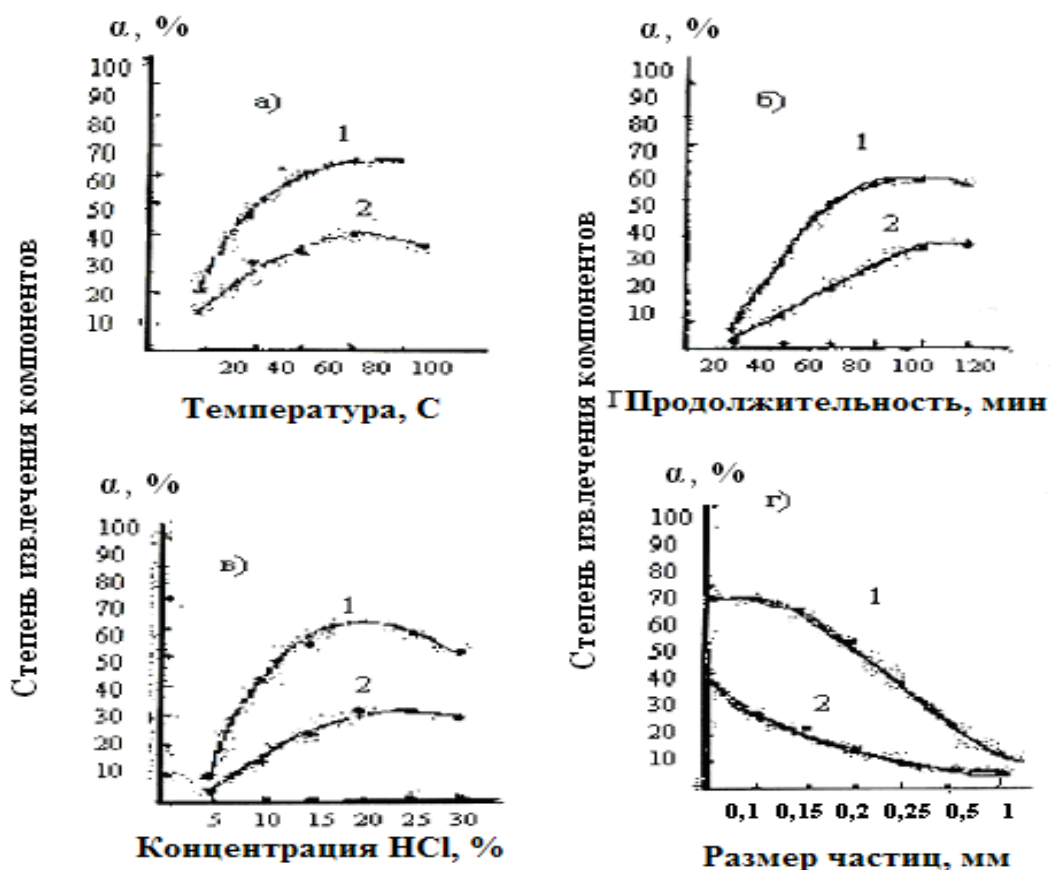 Степень извлечения компонентов
α, %
100
90
80
70
60
50
40
30
20
10
а)
1
2
20 40 60 80 100
Температура, С
Степень извлечения компонентов
α, %
100
90
80
70
60
50
40
30
20
10
б)
1
2
20 40 60 80 100 120
Продолжительность, мин
α, %
100
90
80
70
60
50
40
30
20
10
в)
1
2
5 10 15 20 25 30
Концентрация HCl, %
α, %
100
90
80
70
60
50
40
30
20
10
г)
1
2
0,1 0,15 0,2 0,25 0,5 1
Размер частиц, мм